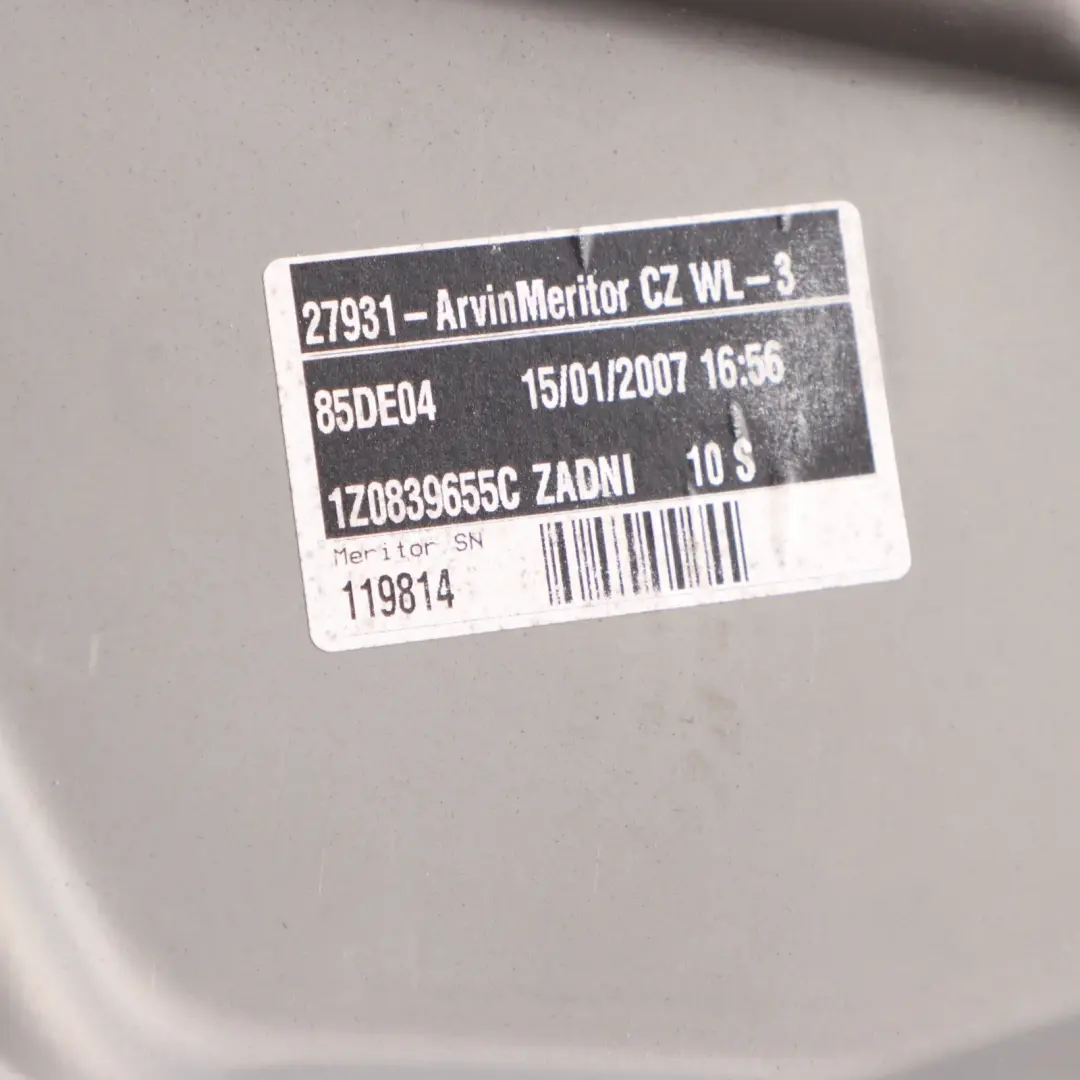 27931 - ArvinMeritor CZ WL - 3
85DE04 15/01/2007 16:56
1Z0839655C ZADNI 10 S
Meritor SN
119814